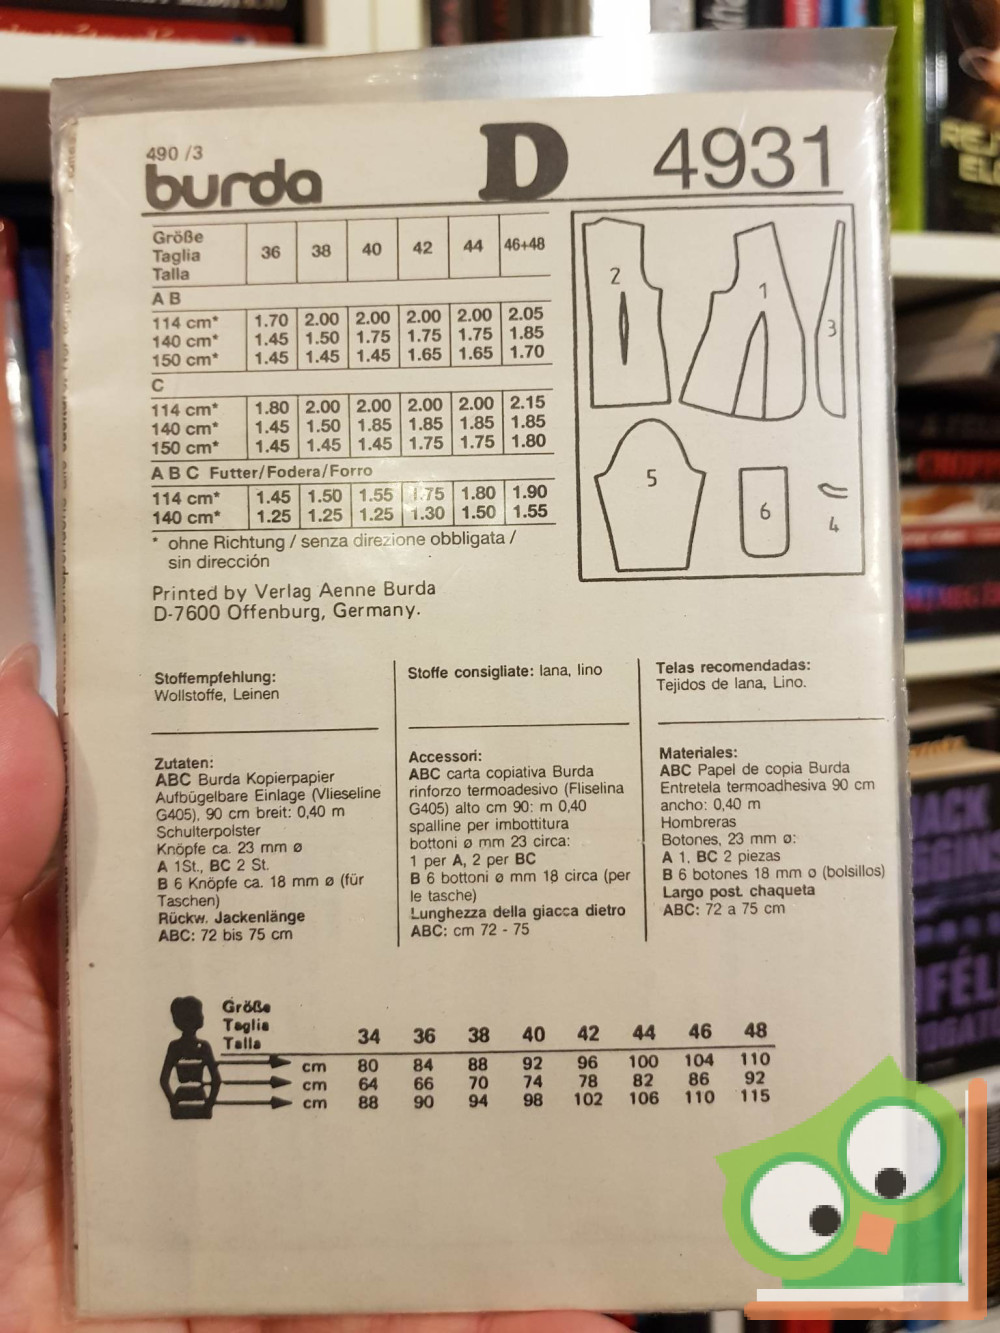 490 /3
burda D 4931
Größe
Taglia
Talla
36 38 40 42 44 46+48
A B
114 cm* 1.70 2.00 2.00 2.00 2.00 2.05
140 cm* 1.45 1.50 1.75 1.75 1.75 1.85
150 cm* 1.45 1.45 1.45 1.65 1.65 1.70
C
114 cm* 1.80 2.00 2.00 2.00 2.00 2.15
140 cm* 1.45 1.50 1.85 1.85 1.85 1.85
150 cm* 1.45 1.45 1.45 1.75 1.75 1.80
A B C Futter/Fodera/Forro
114 cm* 1.45 1.50 1.55 1.75 1.80 1.90
140 cm* 1.25 1.25 1.25 1.30 1.50 1.55
* ohne Richtung / senza direzione obbligata /
sin dirección
Printed by Verlag Aenne Burda
D-7600 Offenburg, Germany.
2
1
3
5
6
4
Stoffempfehlung:
Wollstoffe, Leinen
Zutaten:
ABC Burda Kopierpapier
Aufbügelbare Einlage (Vlieseline
G405), 90 cm breit: 0,40 m
Schulterpolster
Knöpfe ca. 23 mm ø
A 1St., BC 2 St.
B 6 Knöpfe ca. 18 mm ø (für
Taschen)
Rückw. Jackenlänge
ABC: 72 bis 75 cm
Stoffe consigliate: lana, lino
Accessori:
ABC carta copiativa Burda
rinforzo termoadesivo (Fliselina
G405) alto cm 90: m 0,40
spalline per imbottitura
bottoni ø mm 23 circa:
1 per A, 2 per BC
B 6 bottoni ø mm 18 circa (per
le tasche)
Lunghezza della giacca dietro
ABC: cm 72 - 75
Telas recomendadas:
Tejidos de lana, Lino.
Materiales:
ABC Papel de copia Burda
Entretela termoadhesiva 90 cm
ancho: 0,40 m
Hombreras
Botones, 23 mm ø:
A 1, BC 2 piezas
B 6 botones 18 mm ø (bolsillos)
Largo post. chaqueta
ABC: 72 a 75 cm
Größe
Taglia
Talla
34 36 38 40 42 44 46 48
cm 80 84 88 92 96 100 104 110
cm 64 66 70 74 78 82 86 92
cm 88 90 94 98 102 106 110 115